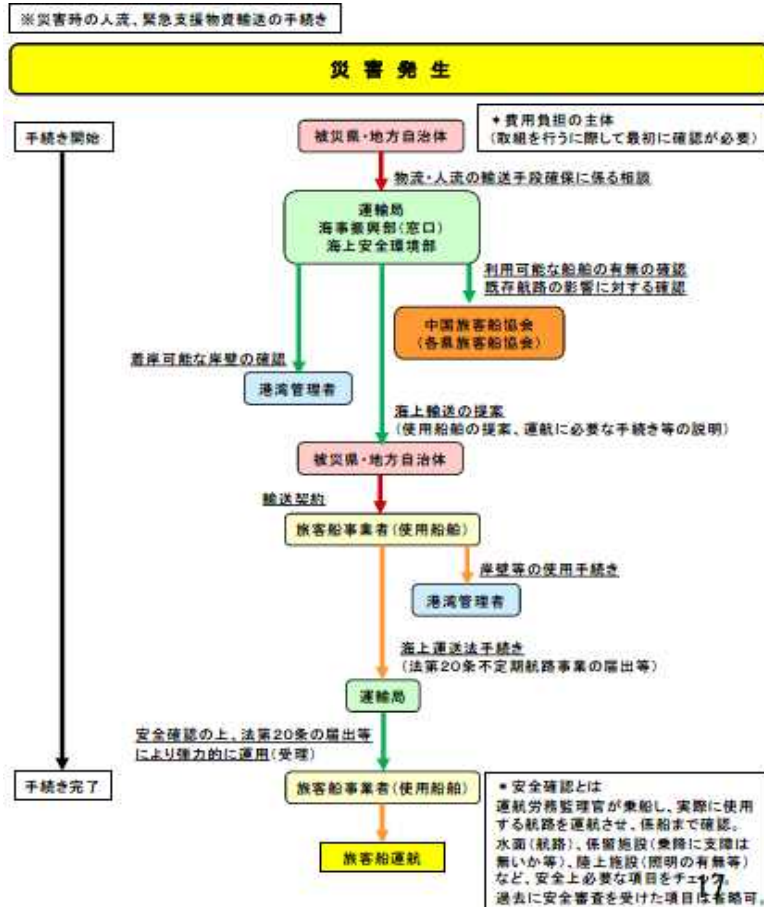 ※災害時の人流、緊急支援物資輸送の手続き
災 害 発 生
手続き開始
被災県・地方自治体
*費用負担の主体
(取組を行うに際して最初に確認が必要)
物流・人流の輸送手段確保に係る相談
運輸局
海事振興部(窓口)
海上安全環境部
利用可能な船舶の有無の確認
既存航路の影響に対する確認
中国旅客船協会
(各県旅客船協会)
着岸可能な岸壁の確認
港湾管理者
海上輸送の提案
(使用船舶の提案、運航に必要な手続き等の説明)
被災県・地方自治体
輸送契約
旅客船事業者(使用船舶)
岸壁等の使用手続き
港湾管理者
海上運送法手続き
(法第20条不定期航路事業の届出等)
運輸局
安全確認の上、法第20条の届出等
により弾力的に運用(受理)
手続き完了
旅客船事業者(使用船舶)
旅客船運航
*安全確認とは
運航労務監理官が乗船し、実際に使用
する航路を運航させ、係船まで確認。
水面(航路)、係留施設(乗降に支障は
無いか等)、陸上施設(照明の有無等)
など、安全上必要な項目をチェック。
過去に安全審査を受けた項目は省略可。
17